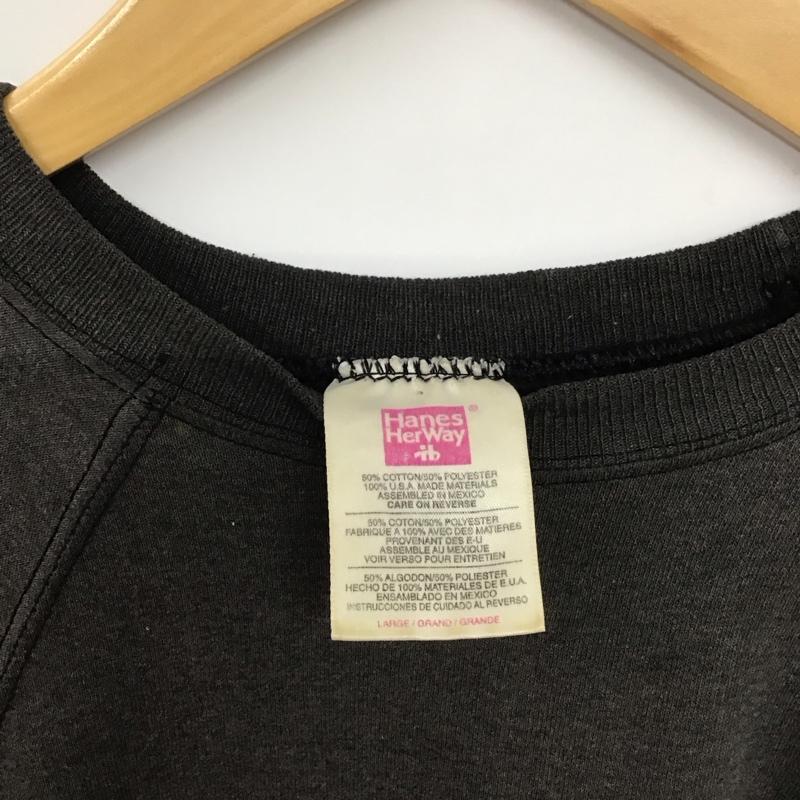 Hanes
HerWay
®
50% COTTON/50% POLYESTER
100% U.S.A. MADE MATERIALS
ASSEMBLED IN MEXICO
CARE ON REVERSE
50% COTON/50% POLYESTER
FABRIQUE A 100% AVEC DES MATIERES
PROVENANT DES E-U
ASSEMBLE AU MEXIQUE
VOIR VERSO POUR ENTRETIEN
50% ALGODON/50% POLIESTER
HECHO DE 100% MATERIALES DE E.U.A.
ENSAMBLADO EN MEXICO
INSTRUCCIONES DE CUIDADO AL REVERSO
LARGE / GRAND / GRANDE